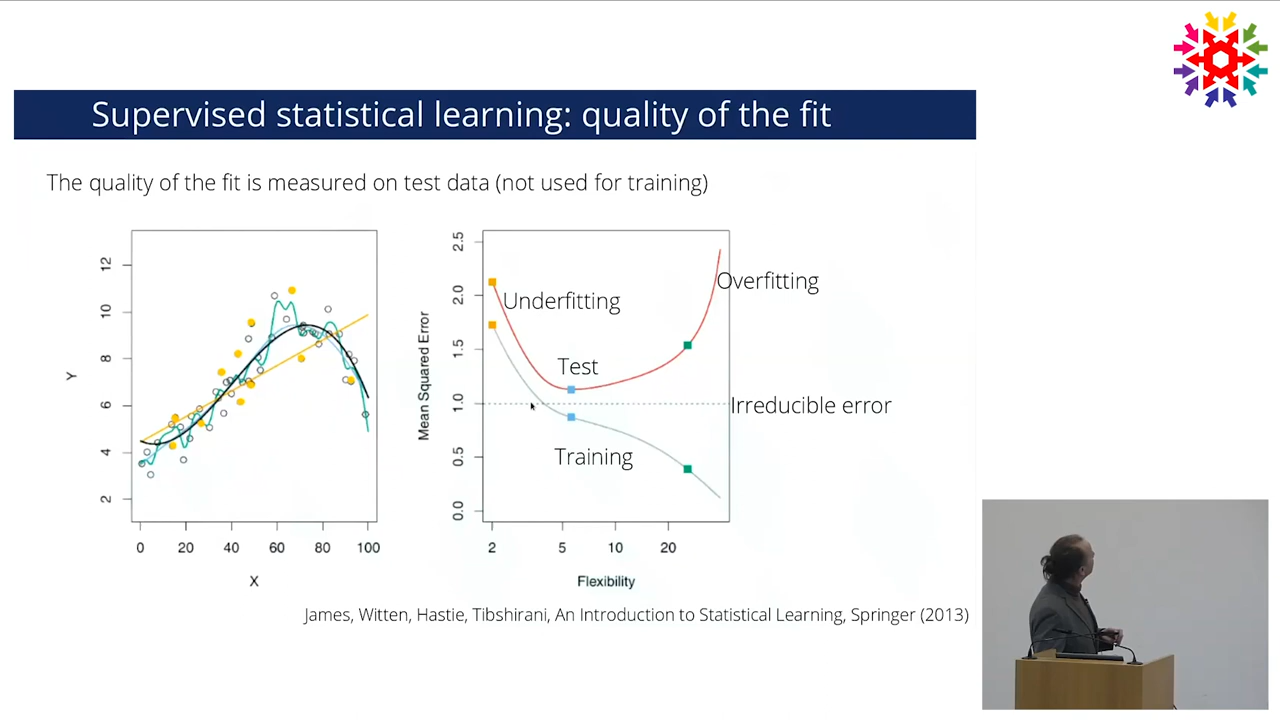 Supervised statistical learning: quality of the fit
The quality of the fit is measured on test data (not used for training)
12
10
8
6
4
2
Y
0 20 40 60 80 100
X
2.5
2.0
1.5
1.0
0.5
0.0
Mean Squared Error
Underfitting
Overfitting
Test
Irreducible error
Training
2 5 10 20
Flexibility
James, Witten, Hastie, Tibshirani, An Introduction to Statistical Learning, Springer (2013)